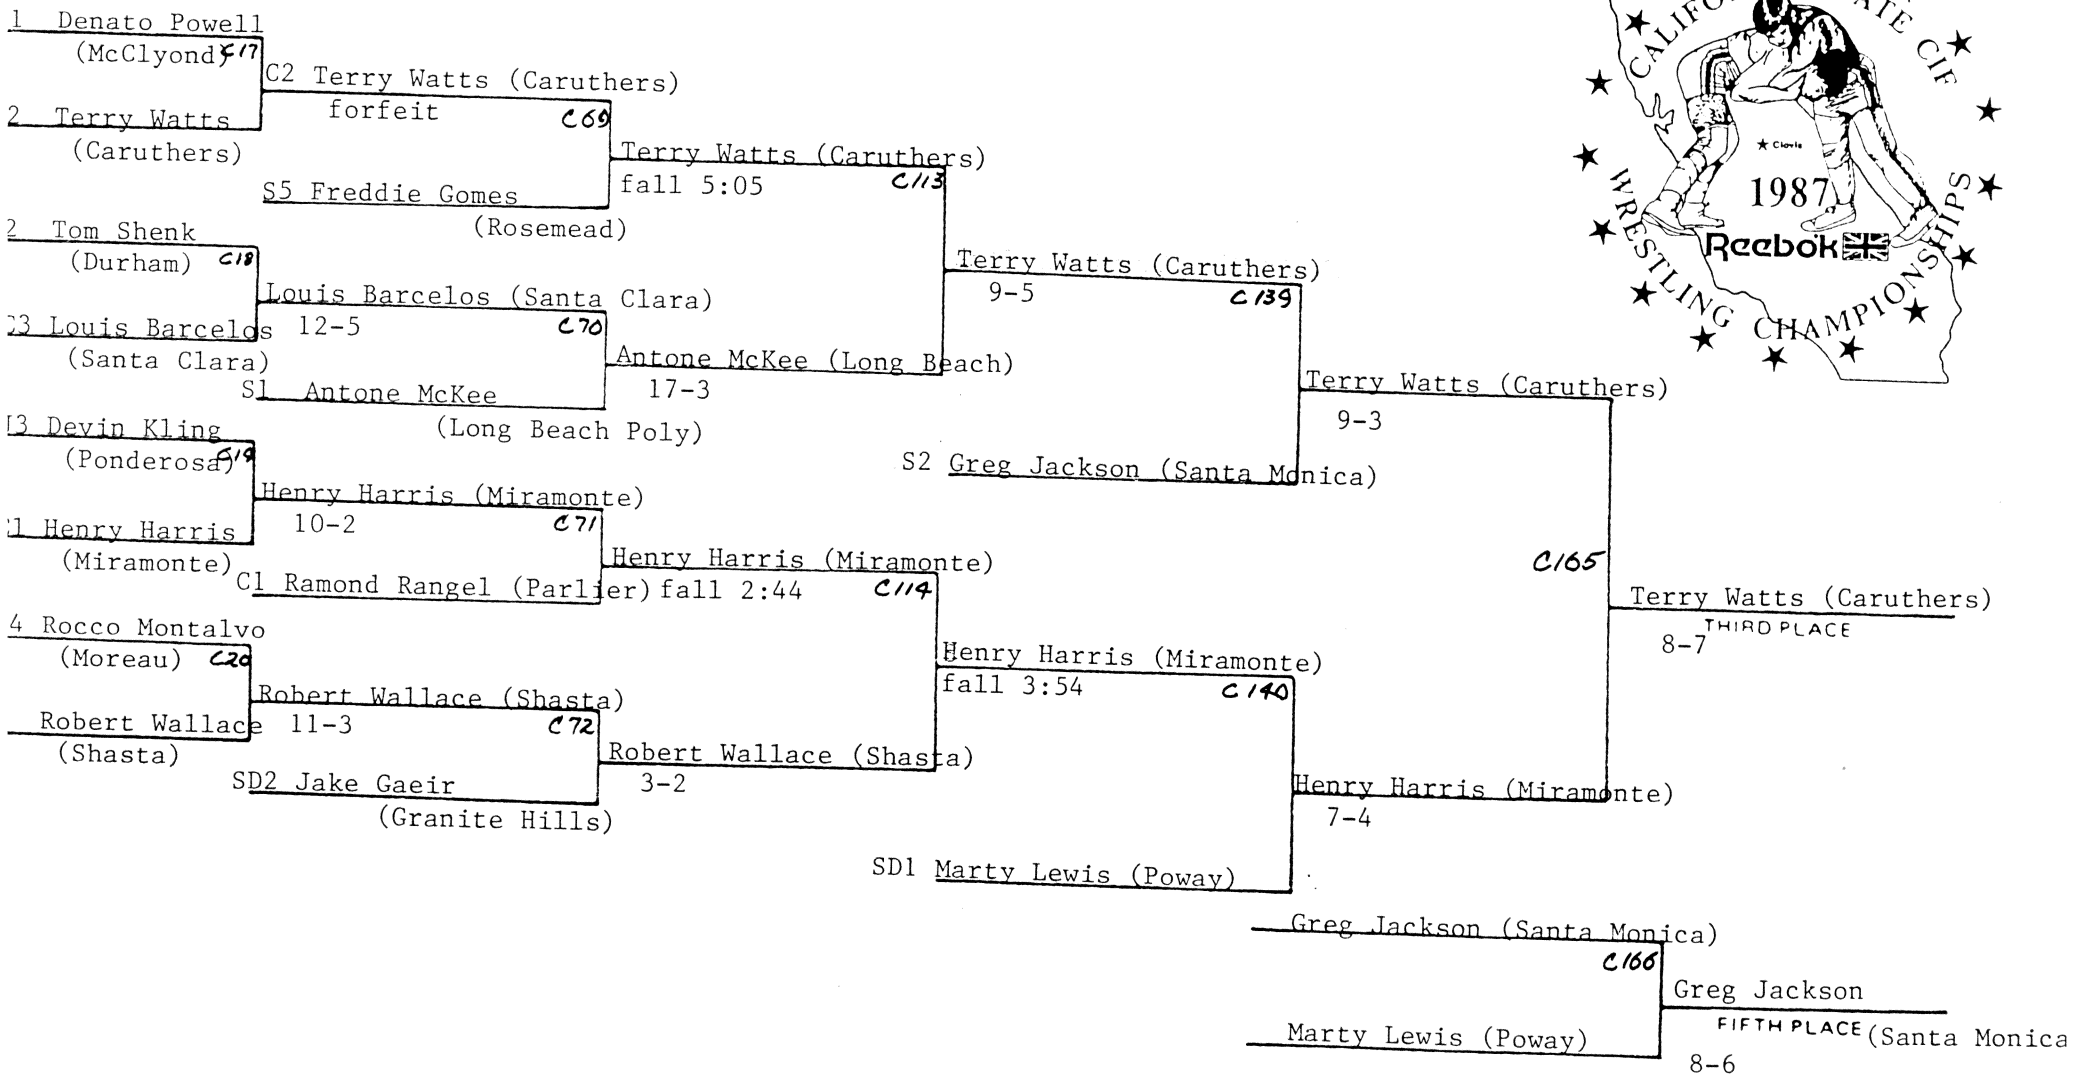 1 Denato Powell
(McClyond) C17
C2 Terry Watts (Caruthers)
forfeit C69
2 Terry Watts
(Caruthers)
Terry Watts (Caruthers)
fall 5:05 C113
S5 Freddie Gomes
(Rosemead)
2 Tom Shenk
(Durham) C18
Terry Watts (Caruthers)
9-5 C139
Louis Barcelos (Santa Clara)
12-5 C70
3 Louis Barcelos
(Santa Clara)
Antone McKee (Long Beach)
17-3
S1 Antone McKee
(Long Beach Poly)
Terry Watts (Caruthers)
9-3
3 Devin Kling
(Ponderosa) C19
S2 Greg Jackson (Santa Monica)
Henry Harris (Miramonte)
10-2 C71
1 Henry Harris
(Miramonte)
Henry Harris (Miramonte)
fall 2:44 C114
C1 Ramond Rangel (Parlier)
C165
Terry Watts (Caruthers)
THIRD PLACE
8-7
4 Rocco Montalvo
(Moreau) C20
Henry Harris (Miramonte)
fall 3:54 C140
Robert Wallace (Shasta)
11-3 C72
Robert Wallace
(Shasta)
Robert Wallace (Shasta)
3-2
SD2 Jake Gaeir
(Granite Hills)
Henry Harris (Miramonte)
7-4
SD1 Marty Lewis (Poway)
Greg Jackson (Santa Monica)
C166
Greg Jackson
FIFTH PLACE (Santa Monica
8-6
Marty Lewis (Poway)
CIF
Clovis
1987
Reebok
WRESTLING CHAMPIONSHIPS